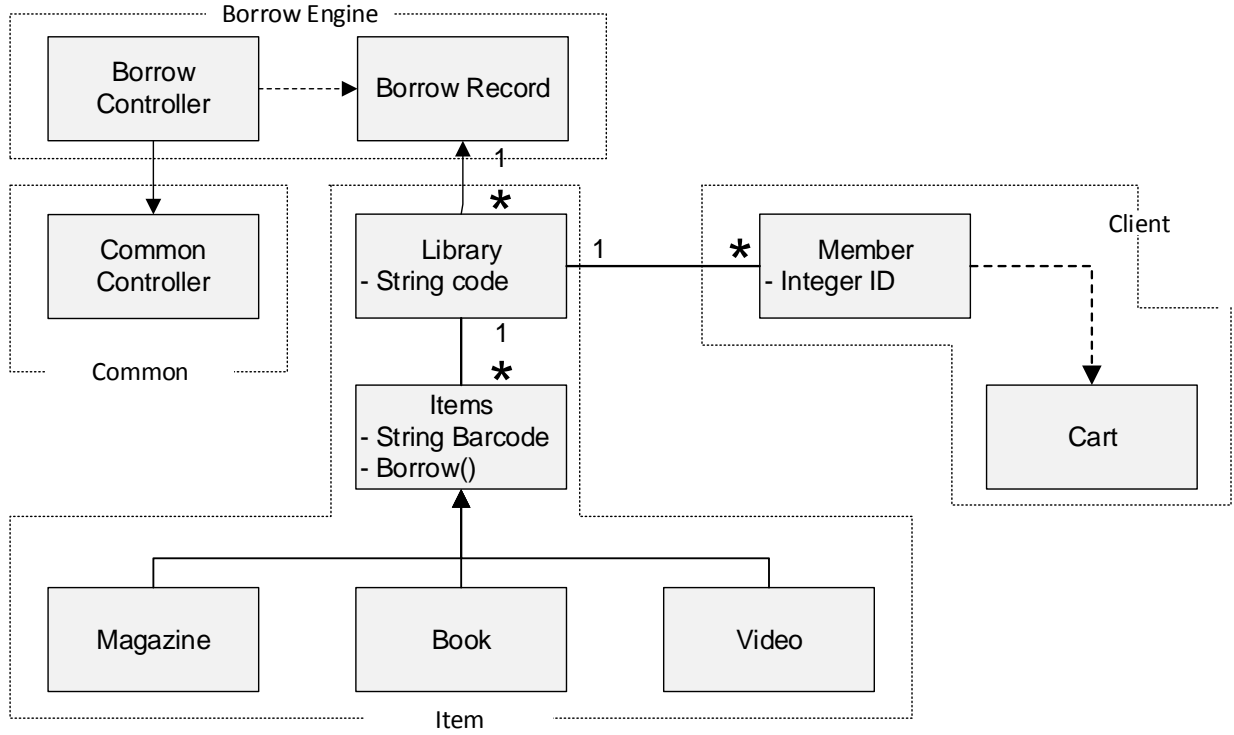 Borrow Engine
Borrow
Controller
Borrow Record
1
*
Common
Controller
Common
Library
- String code
1
*
Member
- Integer ID
Client
1
*
Items
- String Barcode
- Borrow()
Cart
Magazine
Book
Video
Item